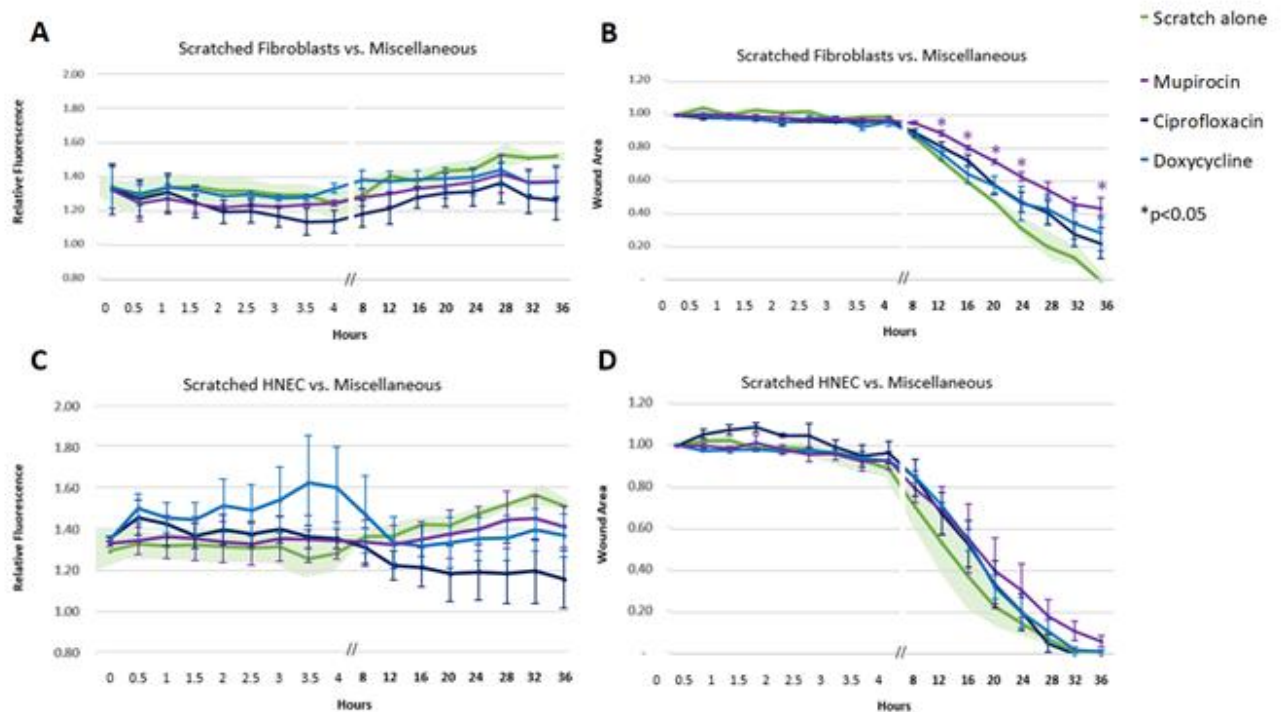 A
Scratched Fibroblasts vs. Miscellaneous
Relative Fluorescence
2.00
1.80
1.60
1.40
1.20
1.00
0.80
//
0 0.5 1 1.5 2 2.5 3 3.5 4 8 12 16 20 24 28 32 36
Hours
B
Scratched Fibroblasts vs. Miscellaneous
Wound Area
1.20
1.00
0.80
0.60
0.40
0.20
-
* * * * *
//
0 0.5 1 1.5 2 2.5 3 3.5 4 8 12 16 20 24 28 32 36
Hours
Scratch alone
Mupirocin
Ciprofloxacin
Doxycycline
*p<0.05
C
Scratched HNEC vs. Miscellaneous
Relative Fluorescence
2.00
1.80
1.60
1.40
1.20
1.00
0.80
//
0 0.5 1 1.5 2 2.5 3 3.5 4 8 12 16 20 24 28 32 36
Hours
D
Scratched HNEC vs. Miscellaneous
Wound Area
1.20
1.00
0.80
0.60
0.40
0.20
-
//
0 0.5 1 1.5 2 2.5 3 3.5 4 8 12 16 20 24 28 32 36
Hours